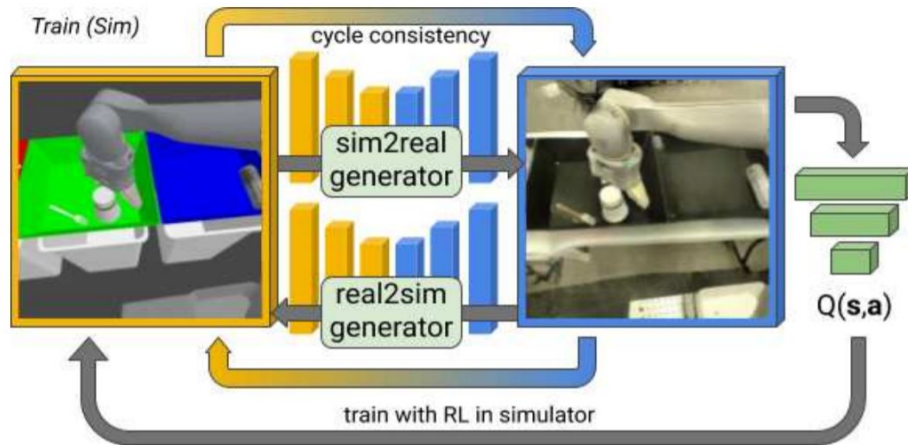 Train (Sim)
cycle consistency
sim2real
generator
real2sim
generator
Q(s,a)
train with RL in simulator